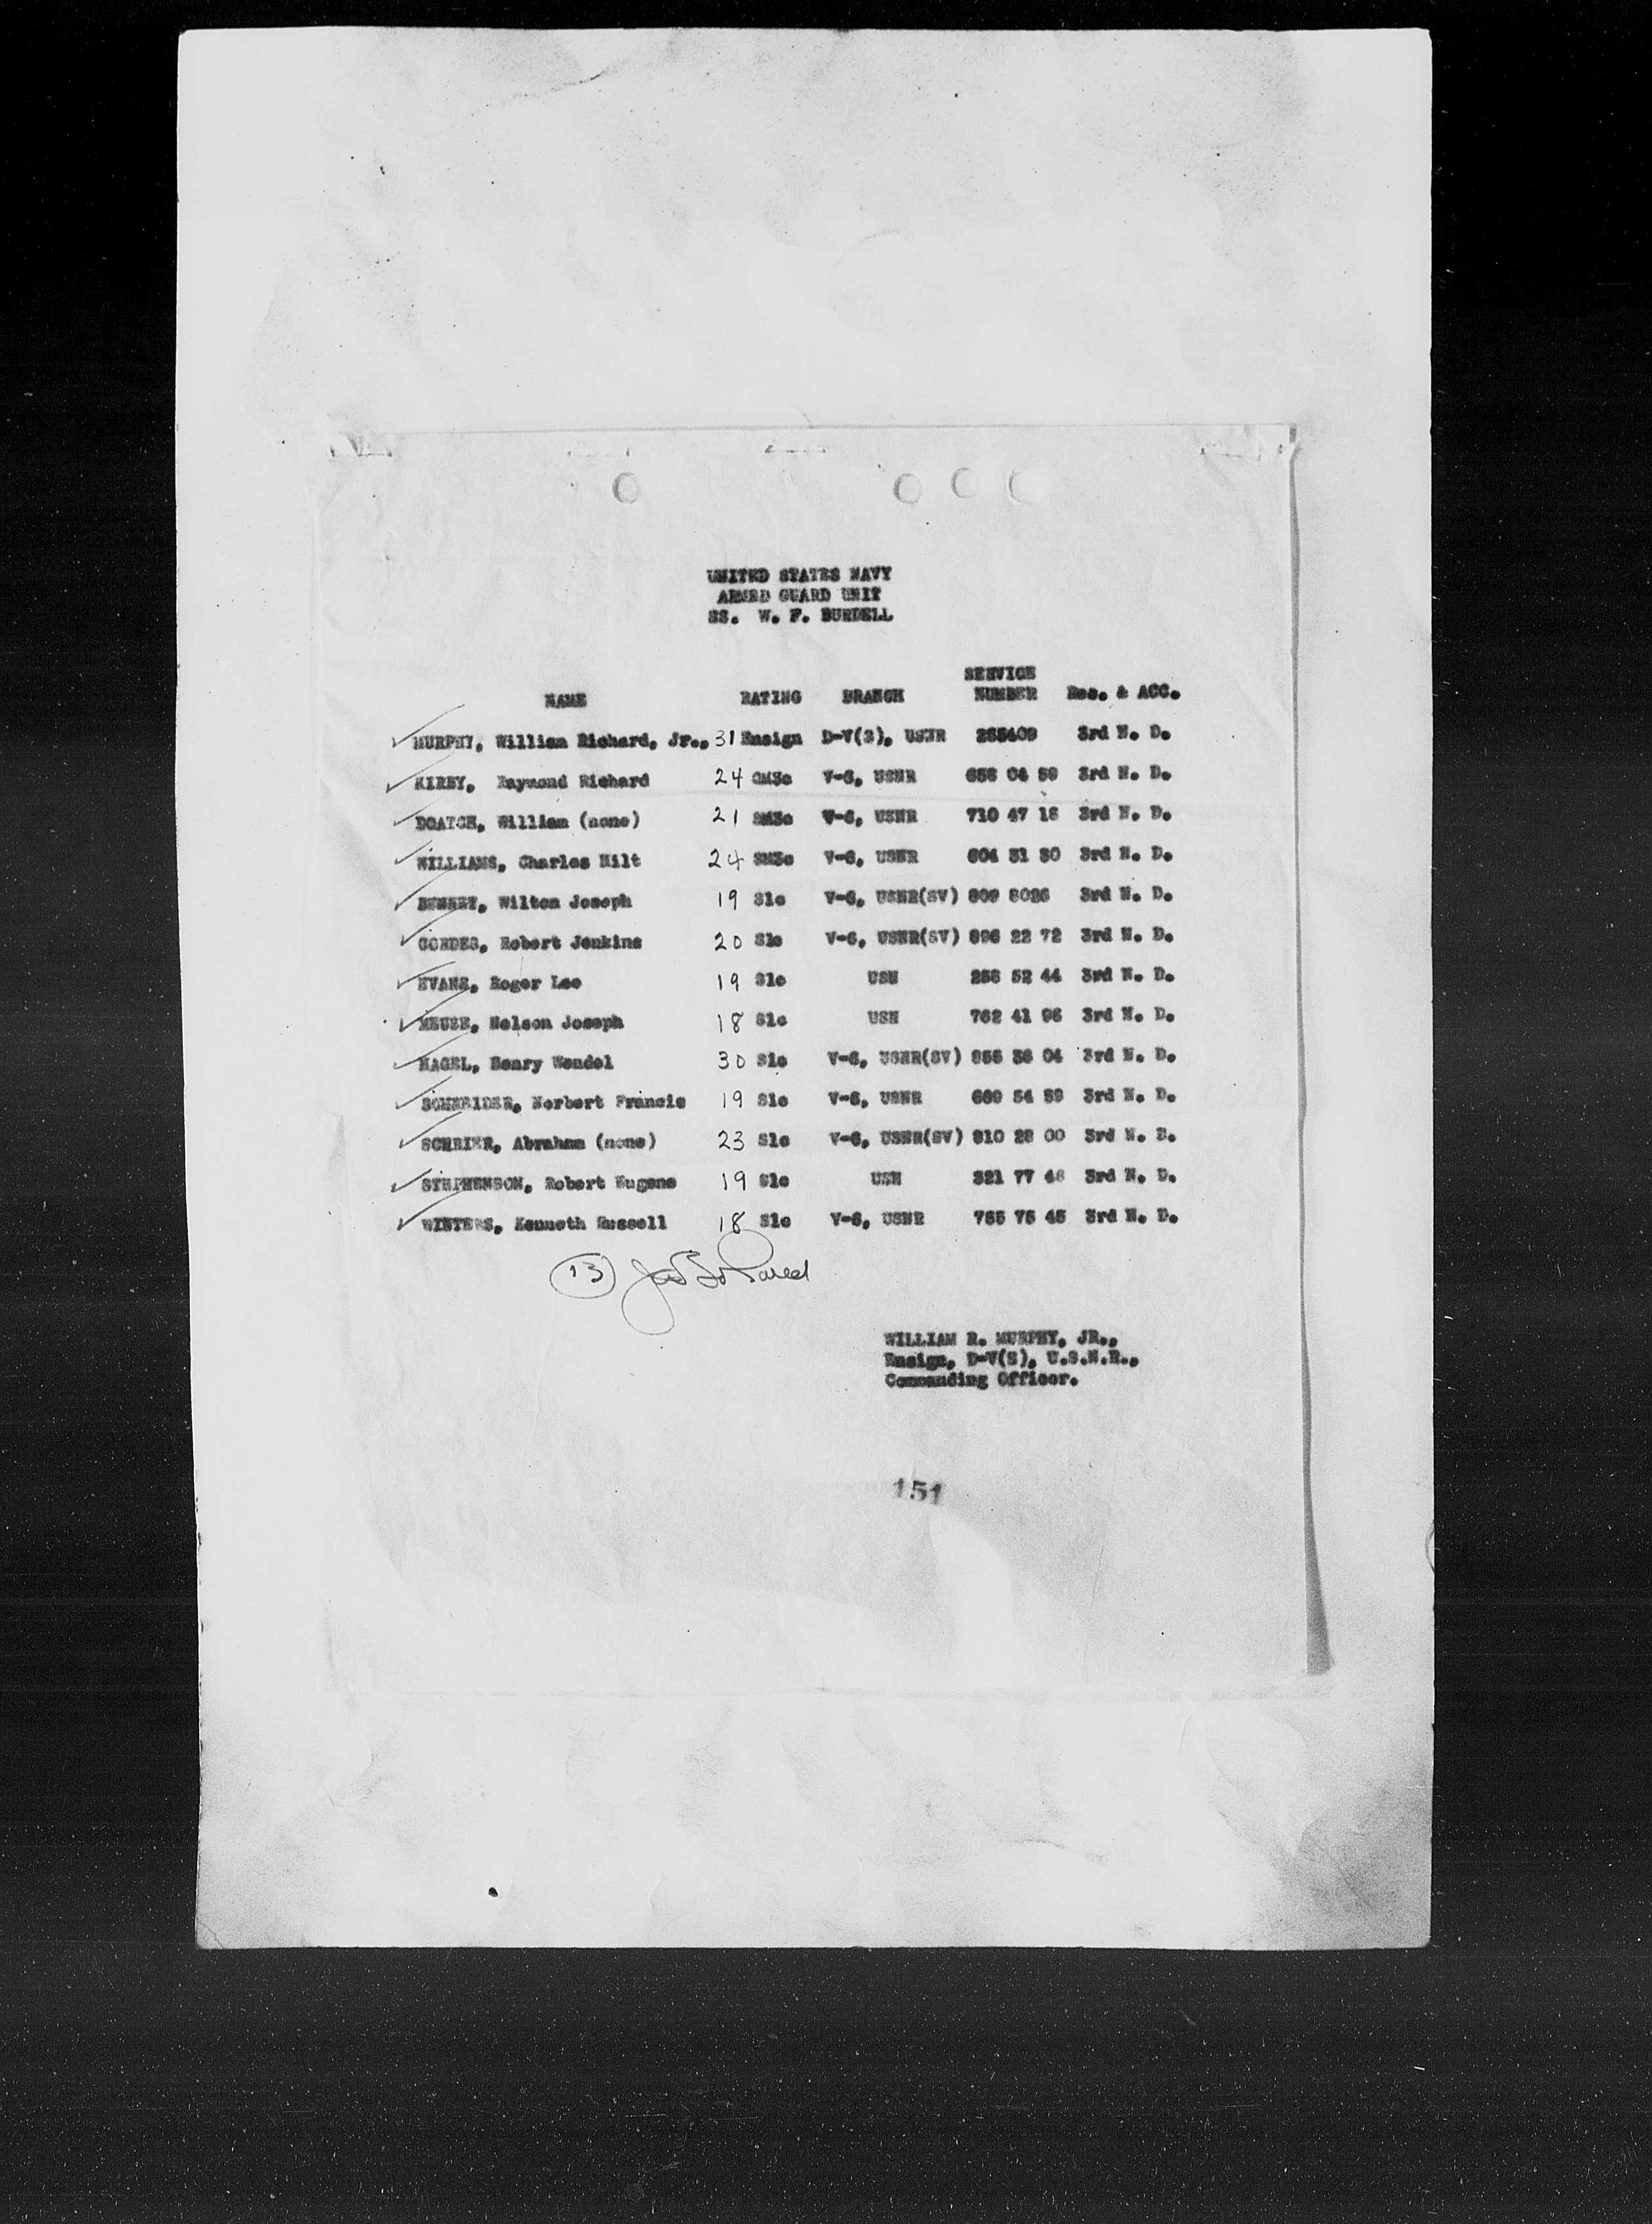 UNITED STATES NAVY
ARMED GUARD UNIT
SS. W. F. BURDELL
SERVICE
NAME RATING BRANCH NUMBER Rec. & ACC.
MURPHY, William Richard, Jr., 31 Ensign D-V(S), USNR 265409 3rd N. D.
KIRBY, Raymond Richard 24 GM3c V-6, USNR 656 04 59 3rd N. D.
DOATCH, William (none) 21 SM3c V-6, USNR 710 47 16 3rd N. D.
WILLIAMS, Charles Hilt 24 SM3c V-6, USNR 604 31 30 3rd N. D.
Wilton Joseph 19 S1c V-6, USNR(SV) 809 8026 3rd N. D.
CORDES, Robert Jenkins 20 S1c V-6, USNR(SV) 896 22 72 3rd N. D.
EVANS, Roger Lee 19 S1c USN 256 52 44 3rd N. D.
MEUSE, Nelson Joseph 18 S1c USN 762 41 96 3rd N. D.
NAGEL, Henry Wendel 30 S1c V-6, USNR(SV) 955 36 04 3rd N. D.
SCHNEIDER, Norbert Francis 19 S1c V-6, USNR 669 54 59 3rd N. D.
SCHRIER, Abraham (none) 23 S1c V-6, USNR(SV) 810 28 00 3rd N. D.
STEPHENSON, Robert Eugene 19 S1c USN 321 77 46 3rd N. D.
WINTERS, Kenneth Russell 18 S1c V-6, USNR 755 75 45 3rd N. D.
13
WILLIAM R. MURPHY, JR.,
Ensign, D-V(S), U.S.N.R.,
Commanding Officer.
151